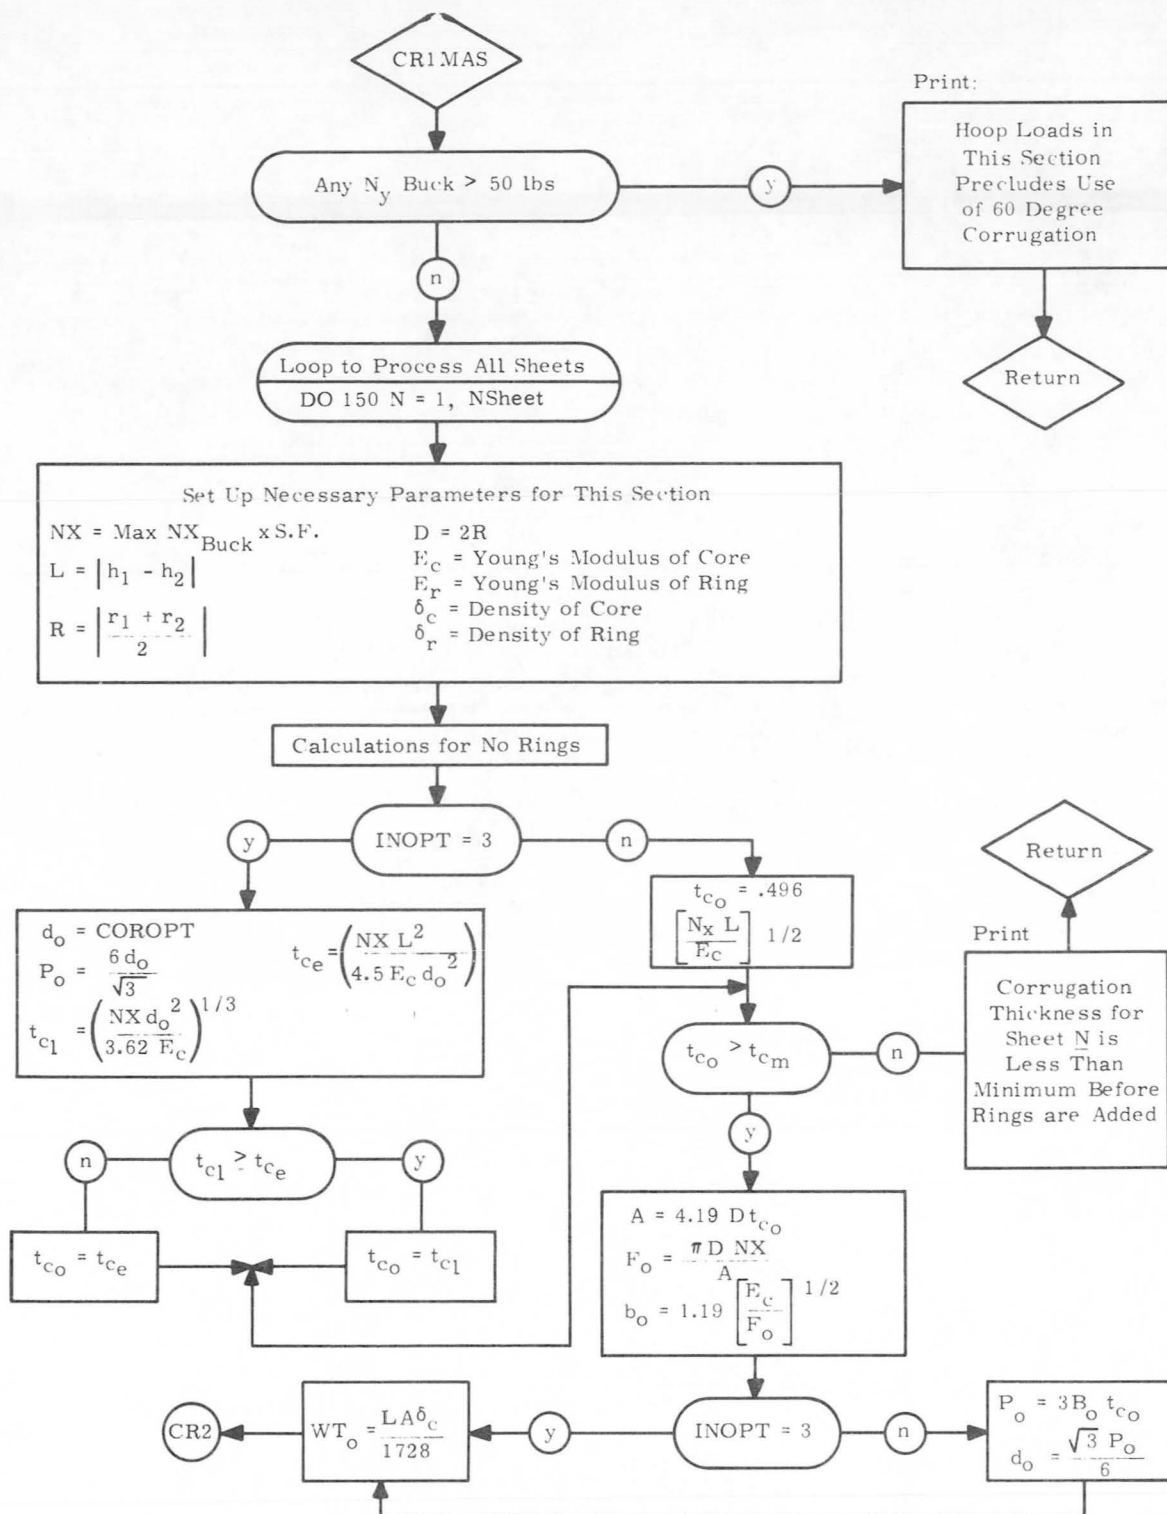 CR1MAS
Any N_y Buck > 50 lbs
y
Print:
Hoop Loads in
This Section
Precludes Use
of 60 Degree
Corrugation
Return
n
Loop to Process All Sheets
DO 150 N = 1, NSheet
Set Up Necessary Parameters for This Section
NX = Max NX_Buck x S.F.
L = |h_1 - h_2|
R = |(r_1 + r_2)/2|
D = 2R
E_c = Young's Modulus of Core
E_r = Young's Modulus of Ring
δ_c = Density of Core
δ_r = Density of Ring
Calculations for No Rings
INOPT = 3
y
n
d_o = COROPT
P_o = 6 d_o/√3
t_c1 = (NX d_o^2/3.62 E_c)^1/3
t_ce = (NX L^2/4.5 E_c d_o^2)
t_co = .496
[N_x L/E_c] 1/2
Return
Print
Corrugation
Thickness for
Sheet N is
Less Than
Minimum Before
Rings are Added
t_co > t_cm
n
y
n
t_c1 ≥ t_ce
y
t_co = t_ce
t_co = t_c1
A = 4.19 Dt_co
F_o = π D NX/A
b_o = 1.19 [E_c/F_o] 1/2
CR2
WT_o = LAδ_c/1728
y
INOPT = 3
n
P_o = 3B_o t_co
d_o = √3 P_o/6